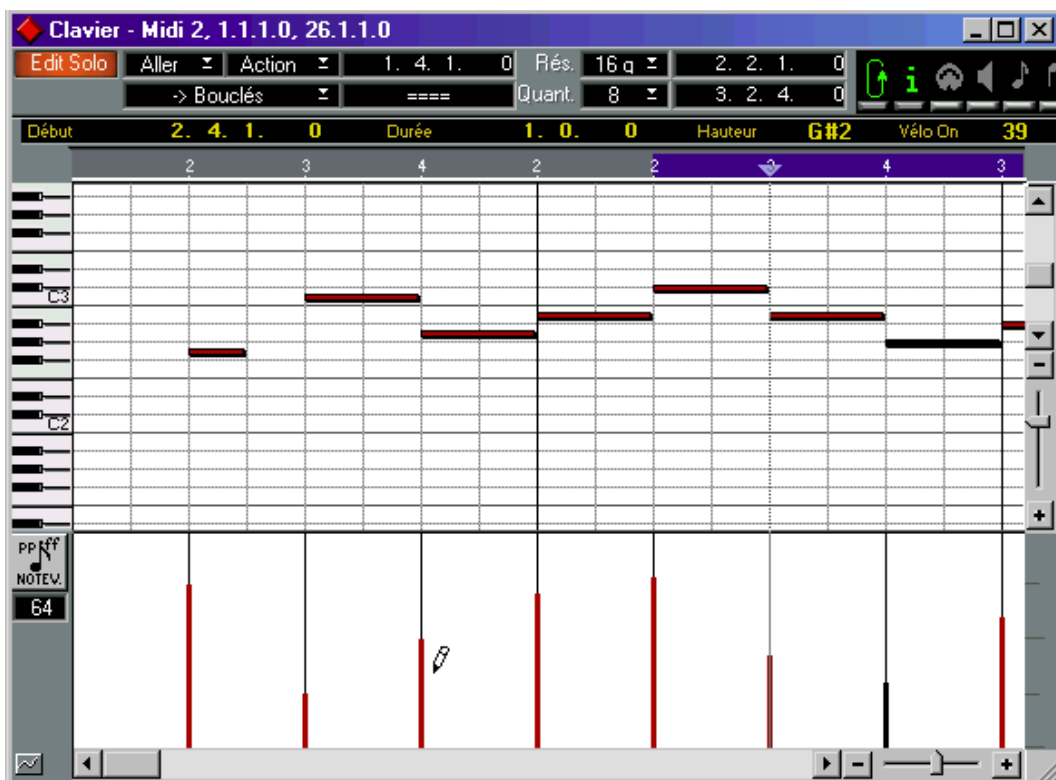 Clavier - Midi 2, 1.1.1.0, 26.1.1.0
Edit Solo Aller Action 1. 4. 1. 0 Rés. 16 q 2. 2. 1. 0
-> Bouclés ==== Quant. 8 3. 2. 4. 0
Début 2. 4. 1. 0 Durée 1. 0. 0 Hauteur G#2 Vélo On 39
2 3 4 2 2 3 4 3
C3
C2
PP ff
NOTEV.
64